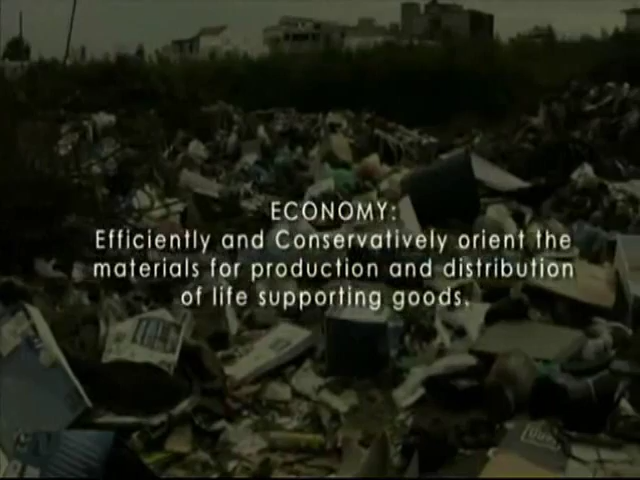 ECONOMY:
Efficiently and Conservatively orient the
materials for production and distribution
of life supporting goods.